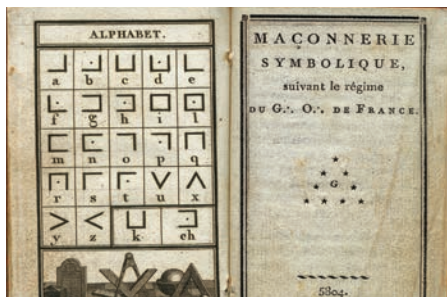 ALPHABET.
a b c d e
f g h i l
m n o p q
r s t u x
y z k ch
MAÇONNERIE
SYMBOLIQUE,
suivant le régime
DU G∴ O∴ DE FRANCE.
G
5804.